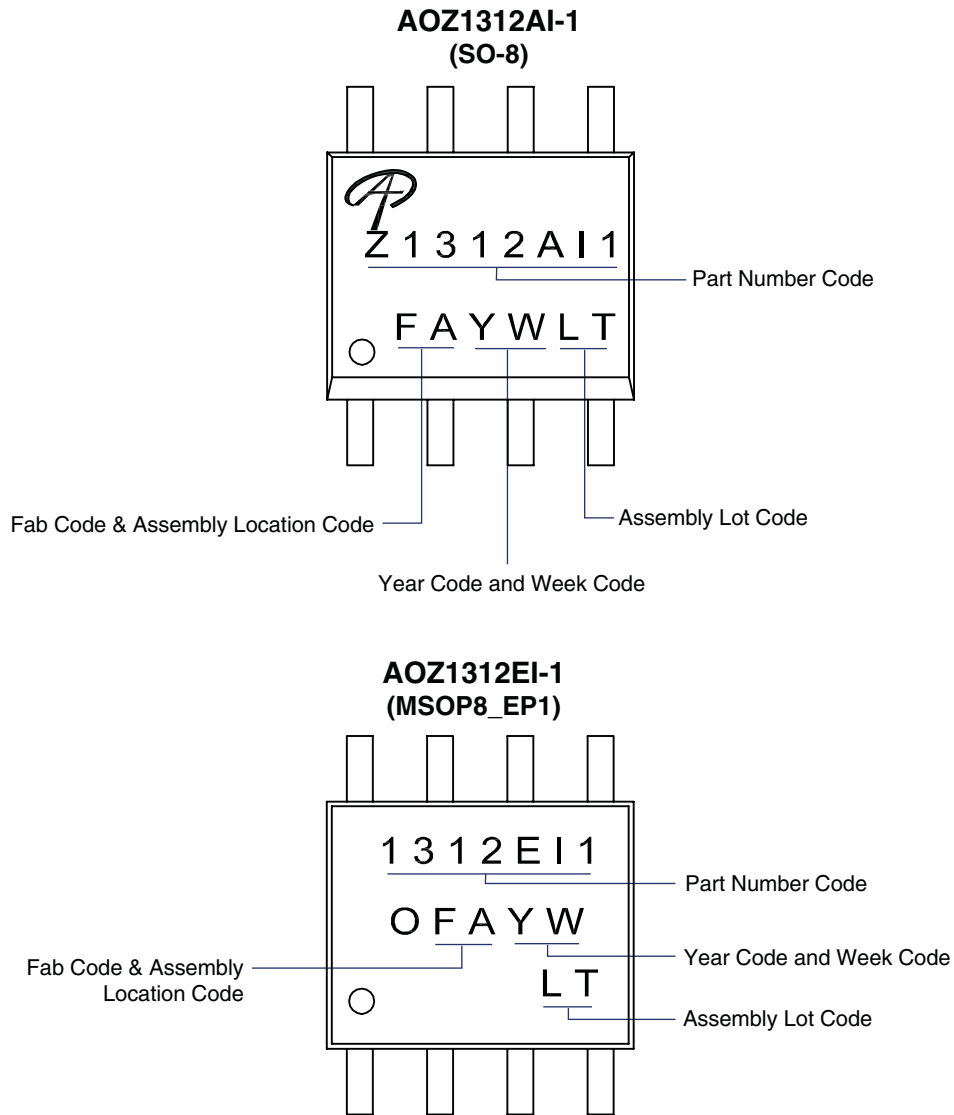 AOZ1312AI-1
(SO-8)
Z1312AI1
Part Number Code
FAYWLT
Fab Code & Assembly Location Code
Assembly Lot Code
Year Code and Week Code
AOZ1312EI-1
(MSOP8_EP1)
1312EI1
Part Number Code
OFAYW
Year Code and Week Code
Fab Code & Assembly
Location Code
LT
Assembly Lot Code